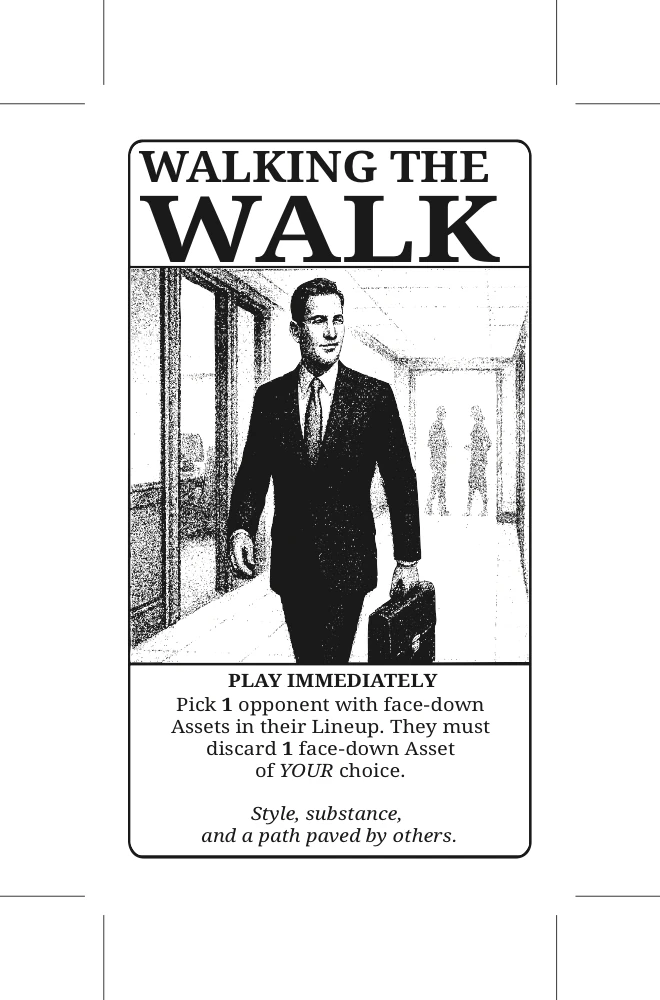 WALKING THE
WALK
PLAY IMMEDIATELY
Pick 1 opponent with face-down
Assets in their Lineup. They must
discard 1 face-down Asset
of YOUR choice.
Style, substance,
and a path paved by others.